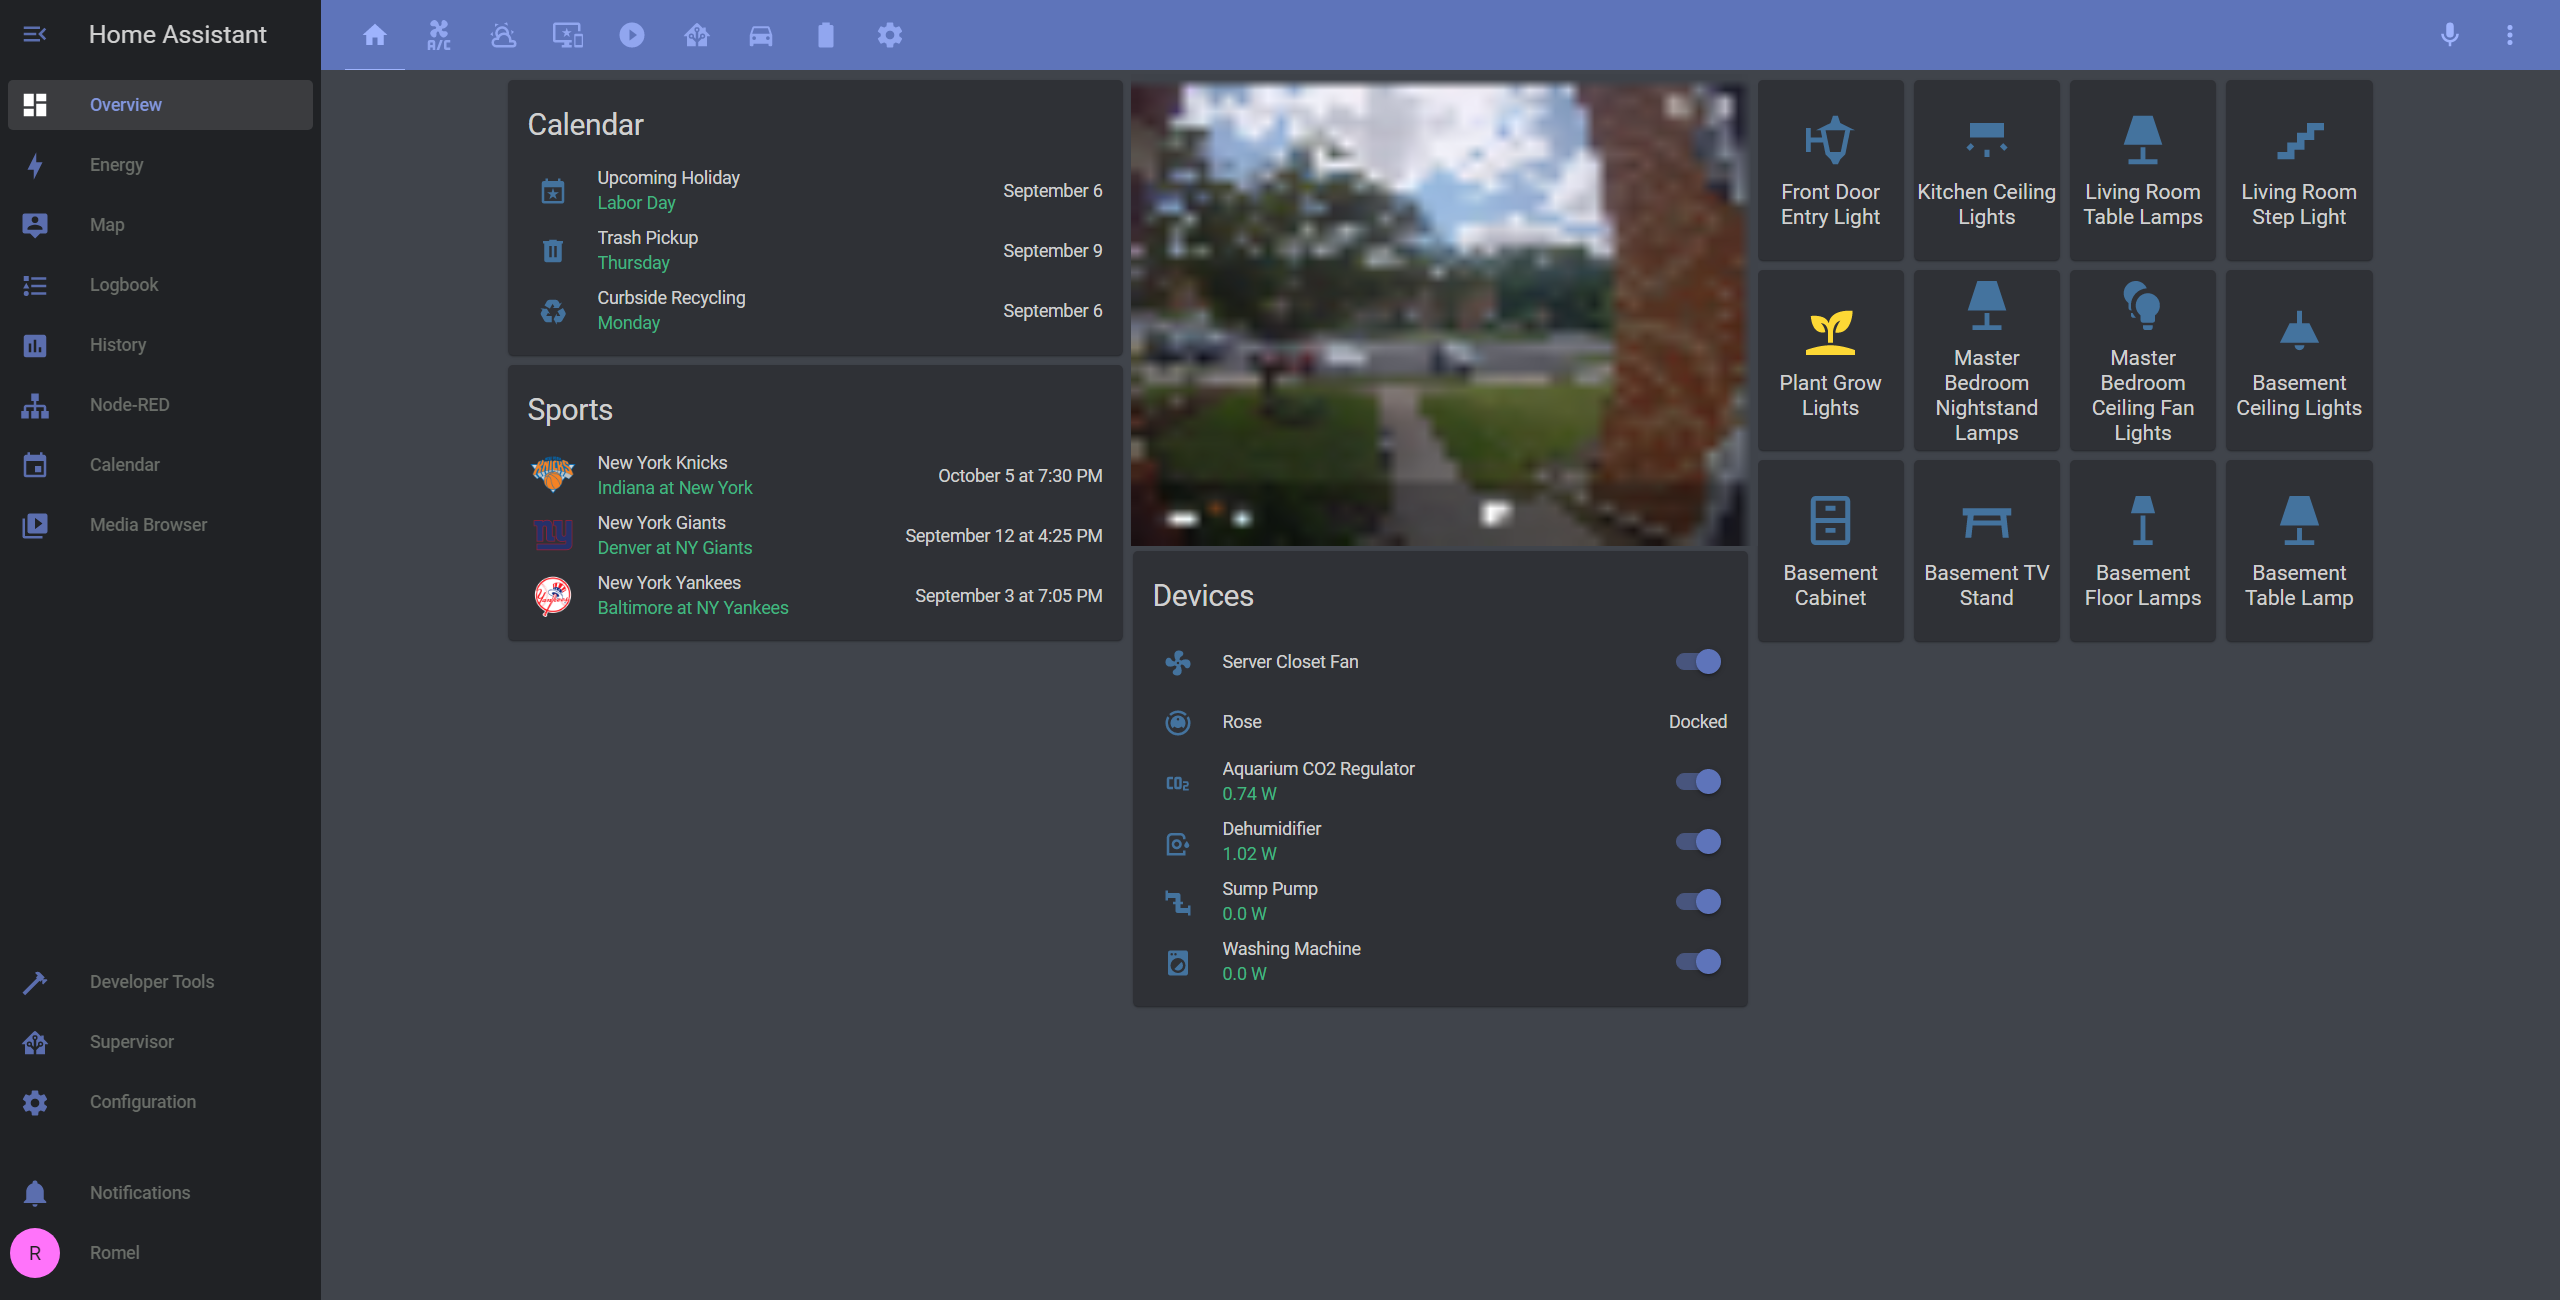 Home Assistant
A/C
Overview
Energy
Map
Logbook
History
Node-RED
Calendar
Media Browser
Developer Tools
Supervisor
Configuration
Notifications
R
Romel
Calendar
Upcoming Holiday
Labor Day
September 6
Trash Pickup
Thursday
September 9
Curbside Recycling
Monday
September 6
Sports
KNICKS
New York Knicks
Indiana at New York
October 5 at 7:30 PM
ny
New York Giants
Denver at NY Giants
September 12 at 4:25 PM
Yankees
New York Yankees
Baltimore at NY Yankees
September 3 at 7:05 PM
Devices
Server Closet Fan
Rose
Docked
CO2
Aquarium CO2 Regulator
0.74 W
Dehumidifier
1.02 W
Sump Pump
0.0 W
Washing Machine
0.0 W
Front Door
Entry Light
Kitchen Ceiling
Lights
Living Room
Table Lamps
Living Room
Step Light
Plant Grow
Lights
Master
Bedroom
Nightstand
Lamps
Master
Bedroom
Ceiling Fan
Lights
Basement
Ceiling Lights
Basement
Cabinet
Basement TV
Stand
Basement
Floor Lamps
Basement
Table Lamp